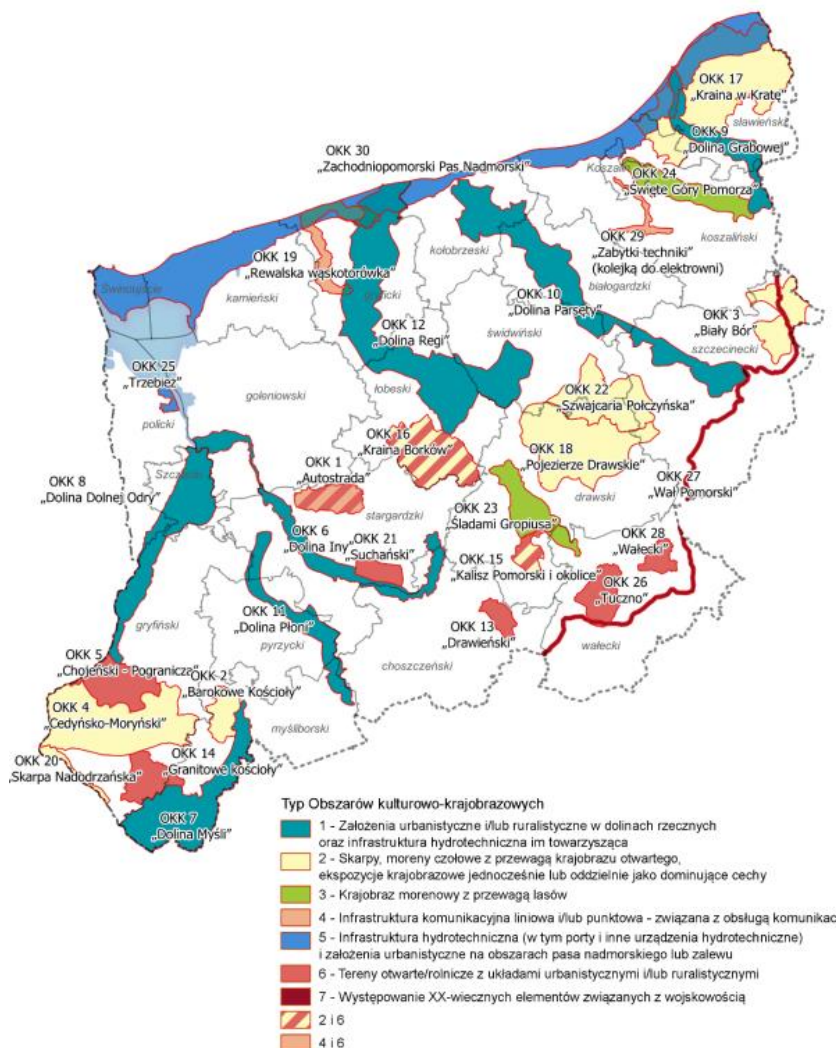 OKK 17
„Kraina w Kratę”
sławieński
OKK 9
„Dolina Grabowej”
OKK 30
„Zachodniopomorski Pas Nadmorski”
OKK 24
„Święte Góry Pomorza”
koszaliński
OKK 29
„Zabytki-techniki”
(kolejką do elektrowni)
białogardzki
OKK 19
„Rewalska wąskotorówka”
kołobrzeski
kamieński
gryficki
OKK 10
„Dolina Parsęty”
OKK 3
„Biały Bór”
szczecinecki
OKK 12
„Dolina Regi”
świdwiński
Świnoujście
OKK 25
„Trzebież”
policki
goleniowski
łobeski
OKK 22
„Szwajcaria Połczyńska”
OKK 16
„Kraina Borków”
OKK 18
„Pojezierze Drawskie”
drawski
OKK 27
„Wał Pomorski”
OKK 8
„Dolina Dolnej Odry”
OKK 1
„Autostrada”
stargardzki
OKK 23
„Śladami Gropiusa”
OKK 6
„Dolina Iny”
OKK 21
„Suchański”
OKK 28
„Wałecki”
OKK 15
„Kalisz Pomorski i okolice”
OKK 26
„Tuczno”
OKK 11
„Dolina Płoni”
gryfiński
pyrzycki
OKK 13
„Drawieński”
wałecki
choszczeński
OKK 5
„Chojeński - Pogranicza”
OKK 2
„Barokowe Kościoły”
OKK 4
„Cedyńsko-Moryński”
myśliborski
OKK 20
„Skarpa Nadodrzańska”
OKK 14
„Granitowe kościoły”
OKK 7
„Dolina Myśli”
Typ Obszarów kulturowo-krajobrazowych
1 - Założenia urbanistyczne i/lub ruralistyczne w dolinach rzecznych
oraz infrastruktura hydrotechniczna im towarzysząca
2 - Skarpy, moreny czołowe z przewagą krajobrazu otwartego,
ekspozycje krajobrazowe jednocześnie lub oddzielnie jako dominujące cechy
3 - Krajobraz morenowy z przewagą lasów
4 - Infrastruktura komunikacyjna liniowa i/lub punktowa - związana z obsługą komunikac
5 - Infrastruktura hydrotechniczna (w tym porty i inne urządzenia hydrotechniczne)
i założenia urbanistyczne na obszarach pasa nadmorskiego lub zalewu
6 - Tereny otwarte/rolnicze z układami urbanistycznymi i/lub ruralistycznymi
7 - Występowanie XX-wiecznych elementów związanych z wojskowością
2 i 6
4 i 6